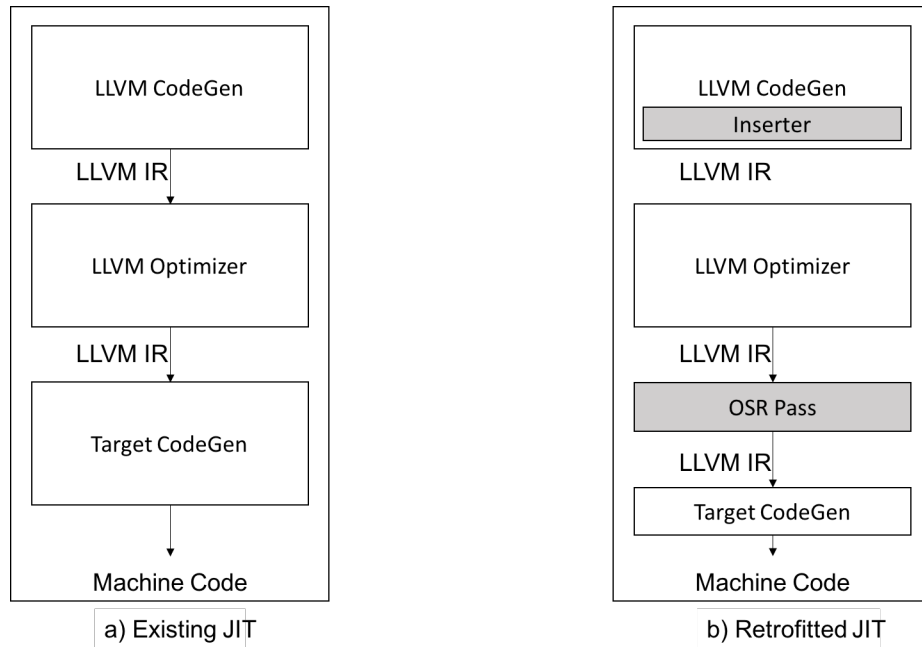 LLVM CodeGen
LLVM IR
LLVM Optimizer
LLVM IR
Target CodeGen
Machine Code
a) Existing JIT
LLVM CodeGen
Inserter
LLVM IR
LLVM Optimizer
LLVM IR
OSR Pass
LLVM IR
Target CodeGen
Machine Code
b) Retrofitted JIT